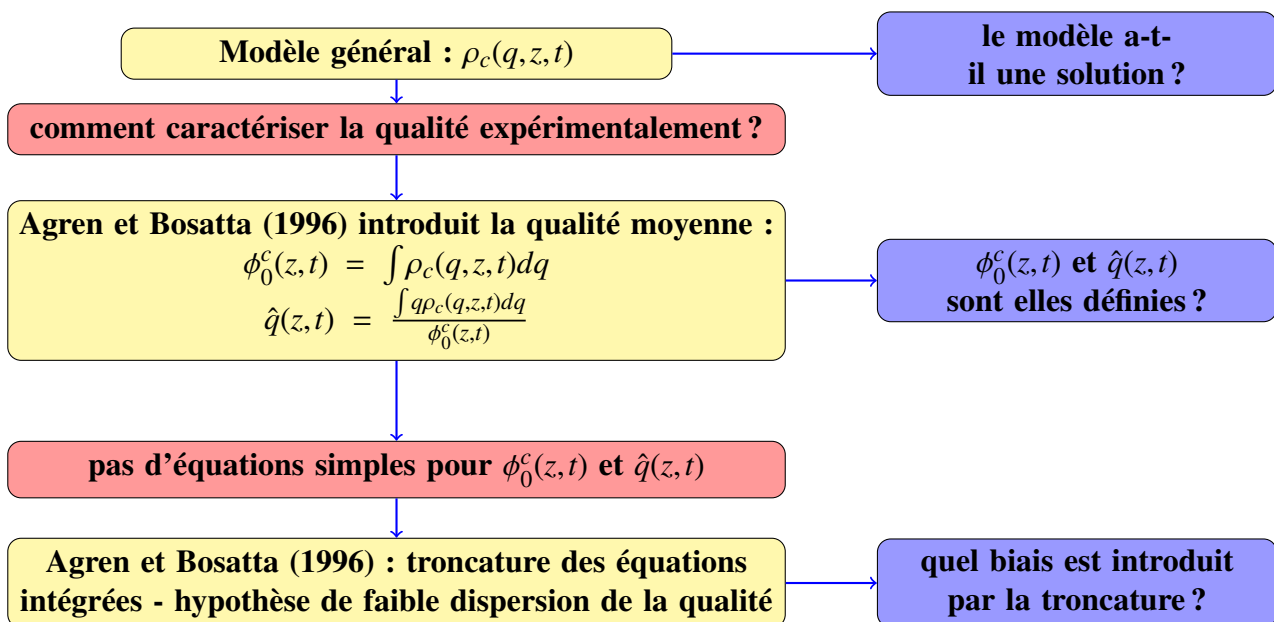 Modèle général : ρ_c(q, z, t)
le modèle a-t-
il une solution ?
comment caractériser la qualité expérimentalement ?
Agren et Bosatta (1996) introduit la qualité moyenne :
ϕ_0^c(z, t) = ∫ρ_c(q, z, t)dq
q̂(z, t) = ∫qρ_c(q,z,t)dq / ϕ_0^c(z,t)
ϕ_0^c(z, t) et q̂(z, t)
sont elles définies ?
pas d'équations simples pour ϕ_0^c(z, t) et q̂(z, t)
Agren et Bosatta (1996) : troncature des équations
intégrées - hypothèse de faible dispersion de la qualité
quel biais est introduit
par la troncature ?